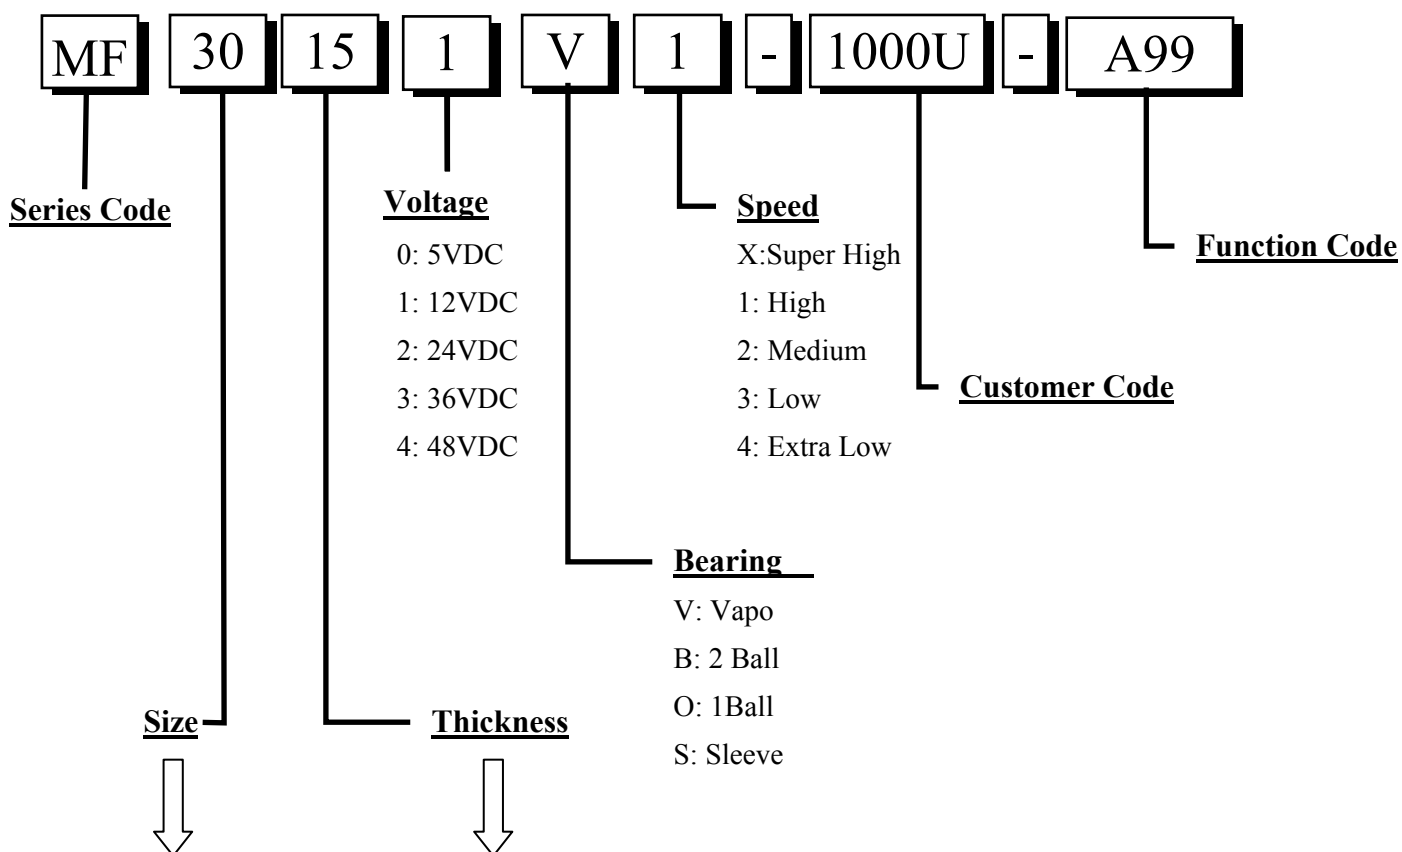 MF 30 15 1 V 1 - 1000U - A99
Series Code
Voltage
0: 5VDC
1: 12VDC
2: 24VDC
3: 36VDC
4: 48VDC
Speed
X:Super High
1: High
2: Medium
3: Low
4: Extra Low
Function Code
Customer Code
Bearing
V: Vapo
B: 2 Ball
O: 1Ball
S: Sleeve
Size
Thickness